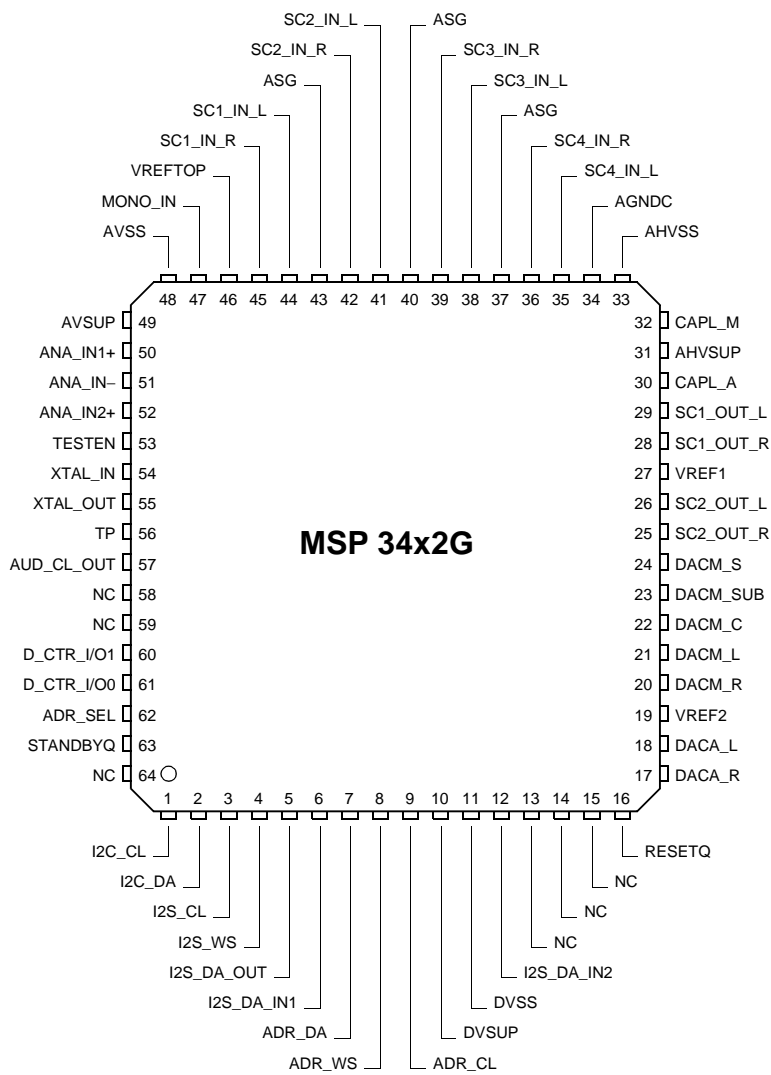 SC2_IN_L ASG
SC2_IN_R SC3_IN_R
ASG SC3_IN_L
SC1_IN_L ASG
SC1_IN_R SC4_IN_R
VREFTOP SC4_IN_L
MONO_IN AGNDC
AVSS AHVSS
48 47 46 45 44 43 42 41 40 39 38 37 36 35 34 33
AVSUP 49 32 CAPL_M
ANA_IN1+ 50 31 AHVSUP
ANA_IN− 51 30 CAPL_A
ANA_IN2+ 52 29 SC1_OUT_L
TESTEN 53 28 SC1_OUT_R
XTAL_IN 54 27 VREF1
XTAL_OUT 55 26 SC2_OUT_L
TP 56 25 SC2_OUT_R
MSP 34x2G
AUD_CL_OUT 57 24 DACM_S
NC 58 23 DACM_SUB
NC 59 22 DACM_C
D_CTR_I/O1 60 21 DACM_L
D_CTR_I/O0 61 20 DACM_R
ADR_SEL 62 19 VREF2
STANDBYQ 63 18 DACA_L
NC 64 17 DACA_R
1 2 3 4 5 6 7 8 9 10 11 12 13 14 15 16
I2C_CL RESETQ
I2C_DA NC
I2S_CL NC
I2S_WS NC
I2S_DA_OUT I2S_DA_IN2
I2S_DA_IN1 DVSS
ADR_DA DVSUP
ADR_WS ADR_CL